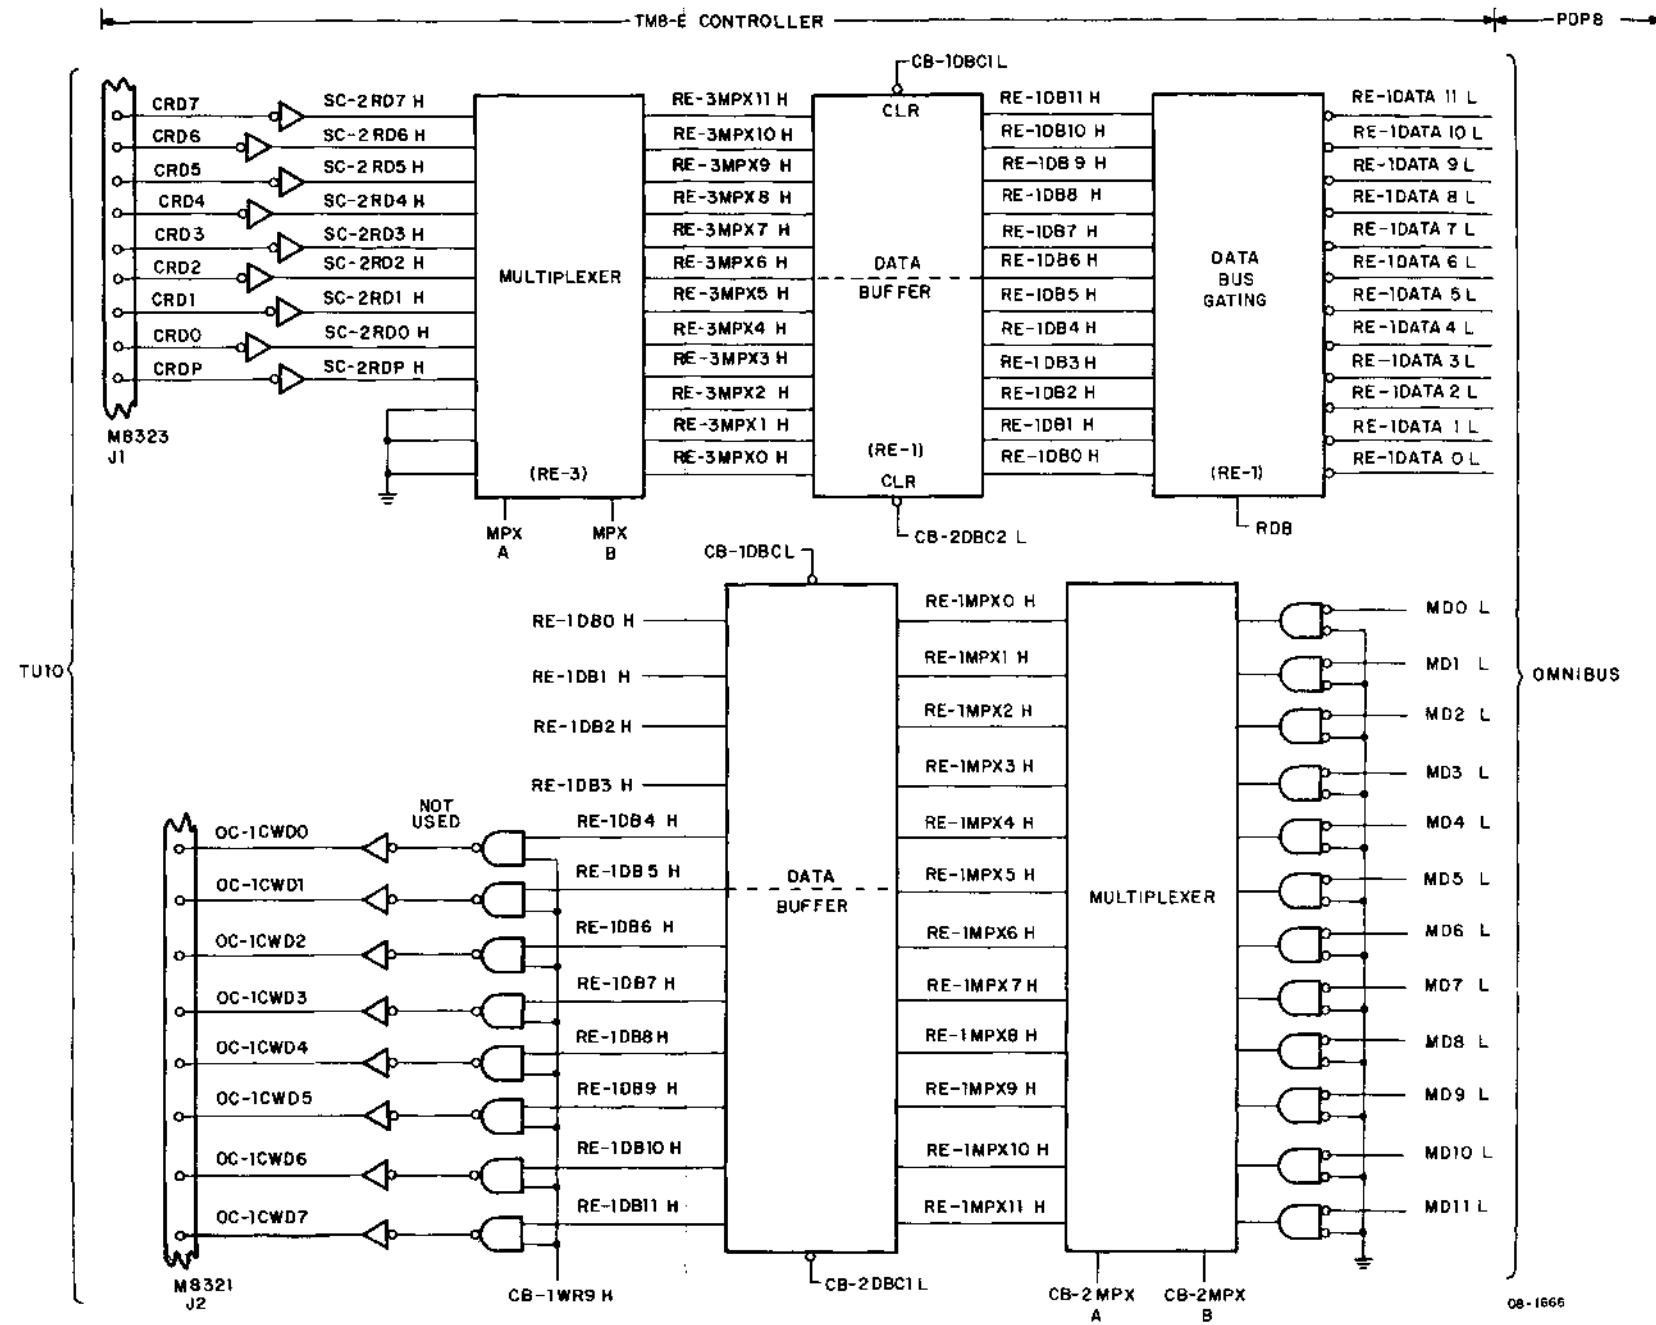 TM8-E CONTROLLER
PDP8
CB-1DBC1 L
CRD7
SC-2RD7 H
RE-3MPX11 H
CLR
RE-1DB11 H
RE-1DATA 11 L
CRD6
SC-2RD6 H
RE-3MPX10 H
RE-1DB10 H
RE-1DATA 10 L
CRD5
SC-2RD5 H
RE-3MPX9 H
RE-1DB9 H
RE-1DATA 9 L
CRD4
SC-2RD4 H
RE-3MPX8 H
RE-1DB8 H
RE-1DATA 8 L
CRD3
SC-2RD3 H
RE-3MPX7 H
RE-1DB7 H
RE-1DATA 7 L
CRD2
SC-2RD2 H
MULTIPLEXER
RE-3MPX6 H
DATA
BUFFER
RE-1DB6 H
DATA
BUS
GATING
RE-1DATA 6 L
CRD1
SC-2RD1 H
RE-3MPX5 H
RE-1DB5 H
RE-1DATA 5 L
CRD0
SC-2RD0 H
RE-3MPX4 H
RE-1DB4 H
RE-1DATA 4 L
CRDP
SC-2RDP H
RE-3MPX3 H
RE-1DB3 H
RE-1DATA 3 L
RE-3MPX2 H
RE-1DB2 H
RE-1DATA 2 L
M8323
J1
RE-3MPX1 H
RE-1DB1 H
RE-1DATA 1 L
(RE-3)
RE-3MPX0 H
(RE-1)
CLR
RE-1DB0 H
(RE-1)
RE-1DATA 0 L
MPX
A
MPX
B
CB-2DBC2 L
RDB
CB-1DBCL
RE-1DB0 H
RE-1MPX0 H
MD0 L
RE-1DB1 H
RE-1MPX1 H
MD1 L
TU10
OMNIBUS
RE-1DB2 H
RE-1MPX2 H
MD2 L
RE-1DB3 H
RE-1MPX3 H
MD3 L
NOT
USED
OC-1CWD0
RE-1DB4 H
RE-1MPX4 H
MD4 L
OC-1CWD1
RE-1DB5 H
DATA
BUFFER
RE-1MPX5 H
MULTIPLEXER
MD5 L
OC-1CWD2
RE-1DB6 H
RE-1MPX6 H
MD6 L
OC-1CWD3
RE-1DB7 H
RE-1MPX7 H
MD7 L
OC-1CWD4
RE-1DB8 H
RE-1MPX8 H
MD8 L
OC-1CWD5
RE-1DB9 H
RE-1MPX9 H
MD9 L
OC-1CWD6
RE-1DB10 H
RE-1MPX10 H
MD10 L
OC-1CWD7
RE-1DB11 H
RE-1MPX11 H
MD11 L
M8321
J2
CB-1WR9 H
CB-2DBC1 L
CB-2MPX
A
CB-2MPX
B
08-1666